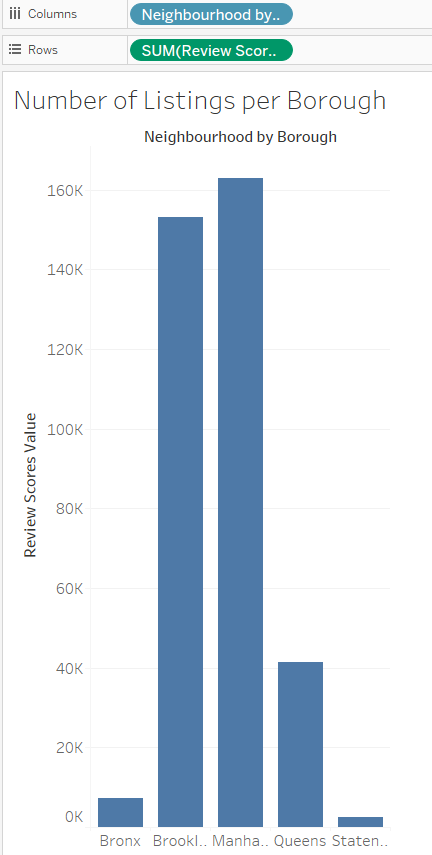 Columns
Neighbourhood by..
Rows
SUM(Review Scor..
Number of Listings per Borough
Neighbourhood by Borough
160K
140K
120K
100K
80K
60K
40K
20K
0K
Review Scores Value
Bronx Brookl.. Manha.. Queens Staten..